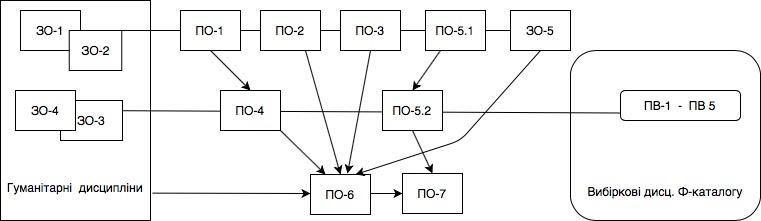 ЗО-1
ЗО-2
ПО-1
ПО-2
ПО-3
ПО-5.1
ЗО-5
ЗО-4
ЗО-3
ПО-4
ПО-5.2
ПВ-1 - ПВ 5
Гуманітарні дисципліни
ПО-6
ПО-7
Вибіркові дисц. Ф-каталогу